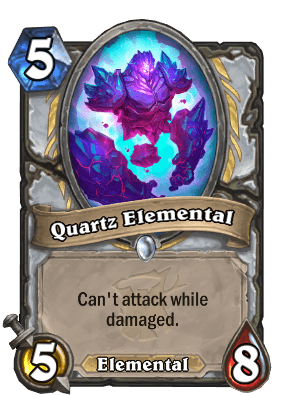 5
Quartz Elemental
Can't attack while
damaged.
5
Elemental
8